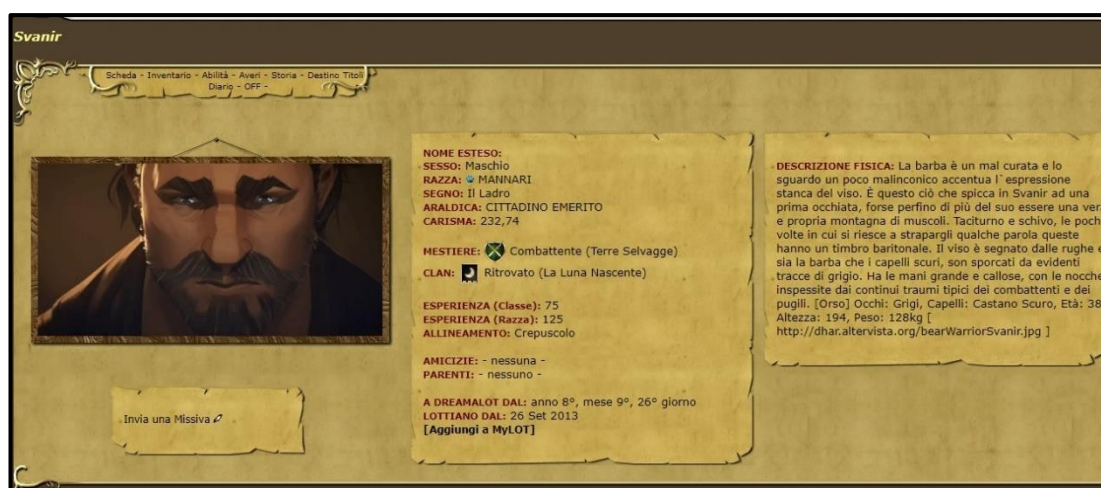 Svanir
Scheda - Inventario - Abilità - Averi - Storia - Destino Titoli
Diario - OFF -
NOME ESTESO:
SESSO: Maschio
RAZZA: MANNARI
SEGNO: Il Ladro
ARALDICA: CITTADINO EMERITO
CARISMA: 232,74
MESTIERE: Combattente (Terre Selvagge)
CLAN: Ritrovato (La Luna Nascente)
ESPERIENZA (Classe): 75
ESPERIENZA (Razza): 125
ALLINEAMENTO: Crepuscolo
AMICIZIE: - nessuna -
PARENTI: - nessuno -
A DREAMALOT DAL: anno 8°, mese 9°, 26° giorno
LOTTIANO DAL: 26 Set 2013
[Aggiungi a MyLOT]
DESCRIZIONE FISICA: La barba è un mal curata e lo
sguardo un poco malinconico accentua l`espressione
stanca del viso. É questo ciò che spicca in Svanir ad una
prima occhiata, forse perfino di più del suo essere una ver
e propria montagna di muscoli. Taciturno e schivo, le poch
volte in cui si riesce a strapargli qualche parola queste
hanno un timbro baritonale. Il viso è segnato dalle rughe e
sia la barba che i capelli scuri, son sporcati da evidenti
tracce di grigio. Ha le mani grande e callose, con le nocche
inspessite dai continui traumi tipici dei combattenti e dei
pugili. [Orso] Occhi: Grigi, Capelli: Castano Scuro, Età: 38
Altezza: 194, Peso: 128kg [
http://dhar.altervista.org/bearWarriorSvanir.jpg ]
Invia una Missiva